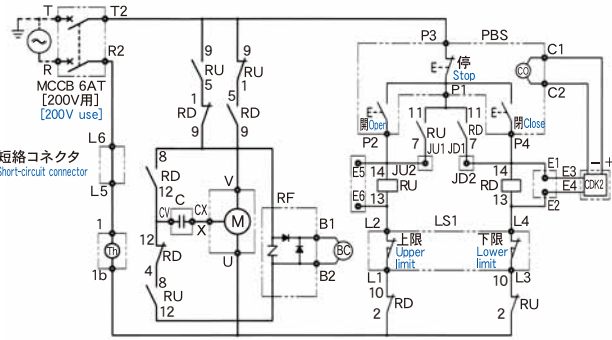 T
T2
R
R2
MCCB 6AT
[200V用]
[200V use]
L6
短絡コネクタ
Short-circuit connector
L5
1
Th
1b
9
9
RU
RU
5
1
1
5
RD
RD
9
9
8
RD
12
C
CV
CX
X
V
M
U
12
RD
4
8
RU
12
RF
B1
BC
B2
P3
PBS
停
Stop
P1
C1
CO
C2
開Open
閉Close
P2
P4
11
11
RU
RD
7
7
JU1
JD1
JU2
JD2
E5
14
14
RU
RD
13
13
E6
E1
E3
E4
E2
−
+
CDK2
L2
LS1
L4
上限
Upper
limit
下限
Lower
limit
L1
L3
10
10
RD
RU
2
2